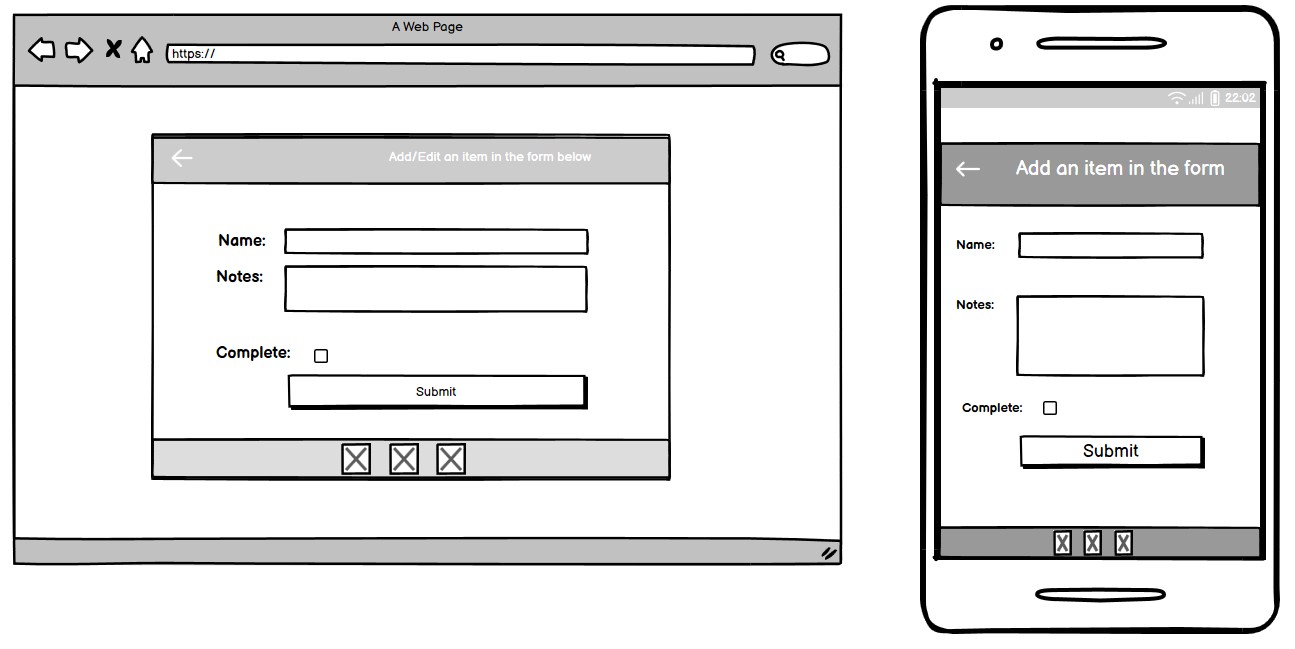 A Web Page
https://
Add/Edit an item in the form below
Name:
Notes:
Complete:
Submit
22:02
Add an item in the form
Name:
Notes:
Complete:
Submit